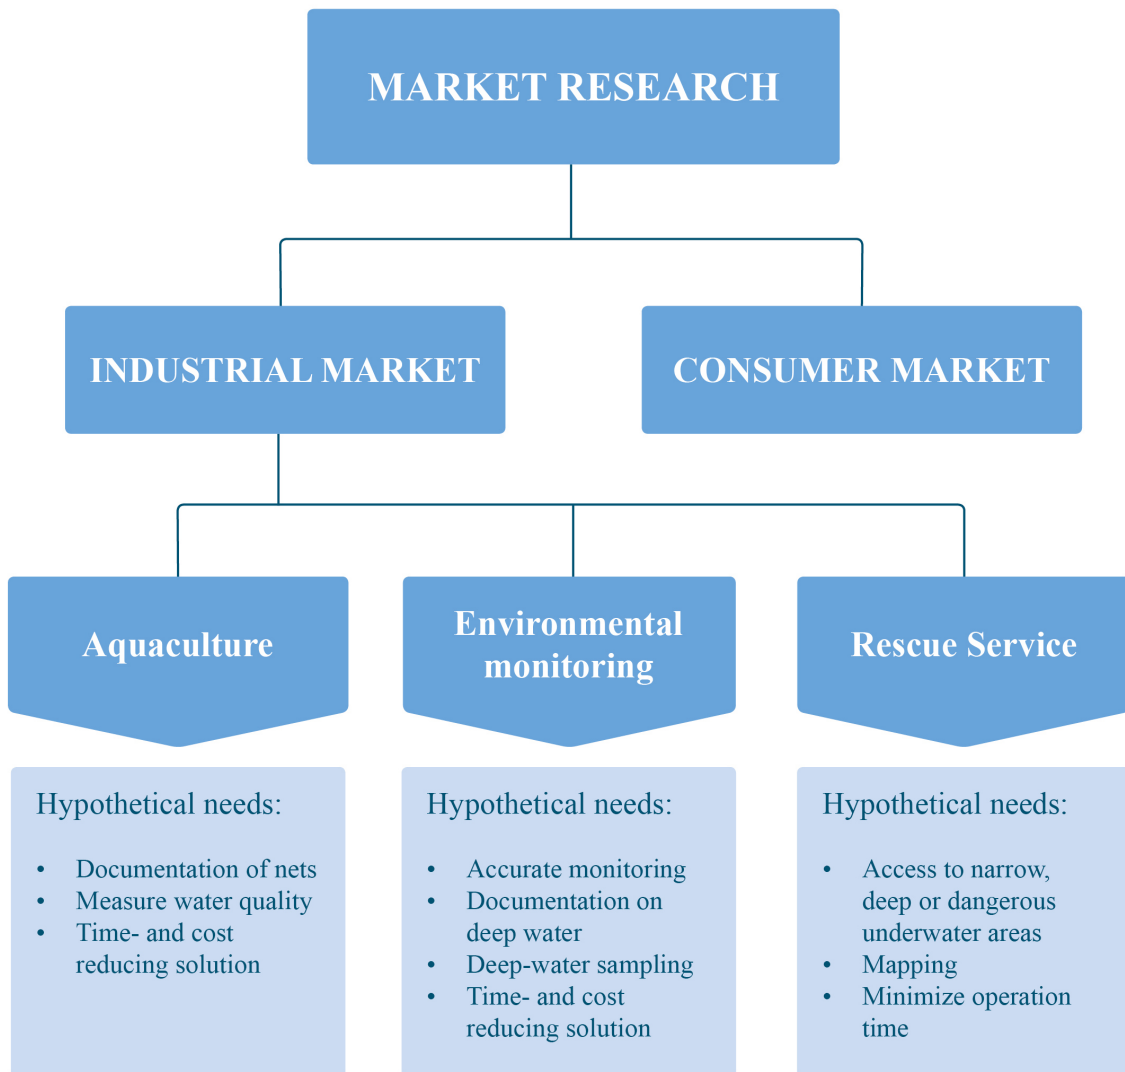 MARKET RESEARCH
INDUSTRIAL MARKET
CONSUMER MARKET
Aquaculture
Environmental
monitoring
Rescue Service
Hypothetical needs:
• Documentation of nets
• Measure water quality
• Time- and cost
reducing solution
Hypothetical needs:
• Accurate monitoring
• Documentation on
deep water
• Deep-water sampling
• Time- and cost
reducing solution
Hypothetical needs:
• Access to narrow,
deep or dangerous
underwater areas
• Mapping
• Minimize operation
time